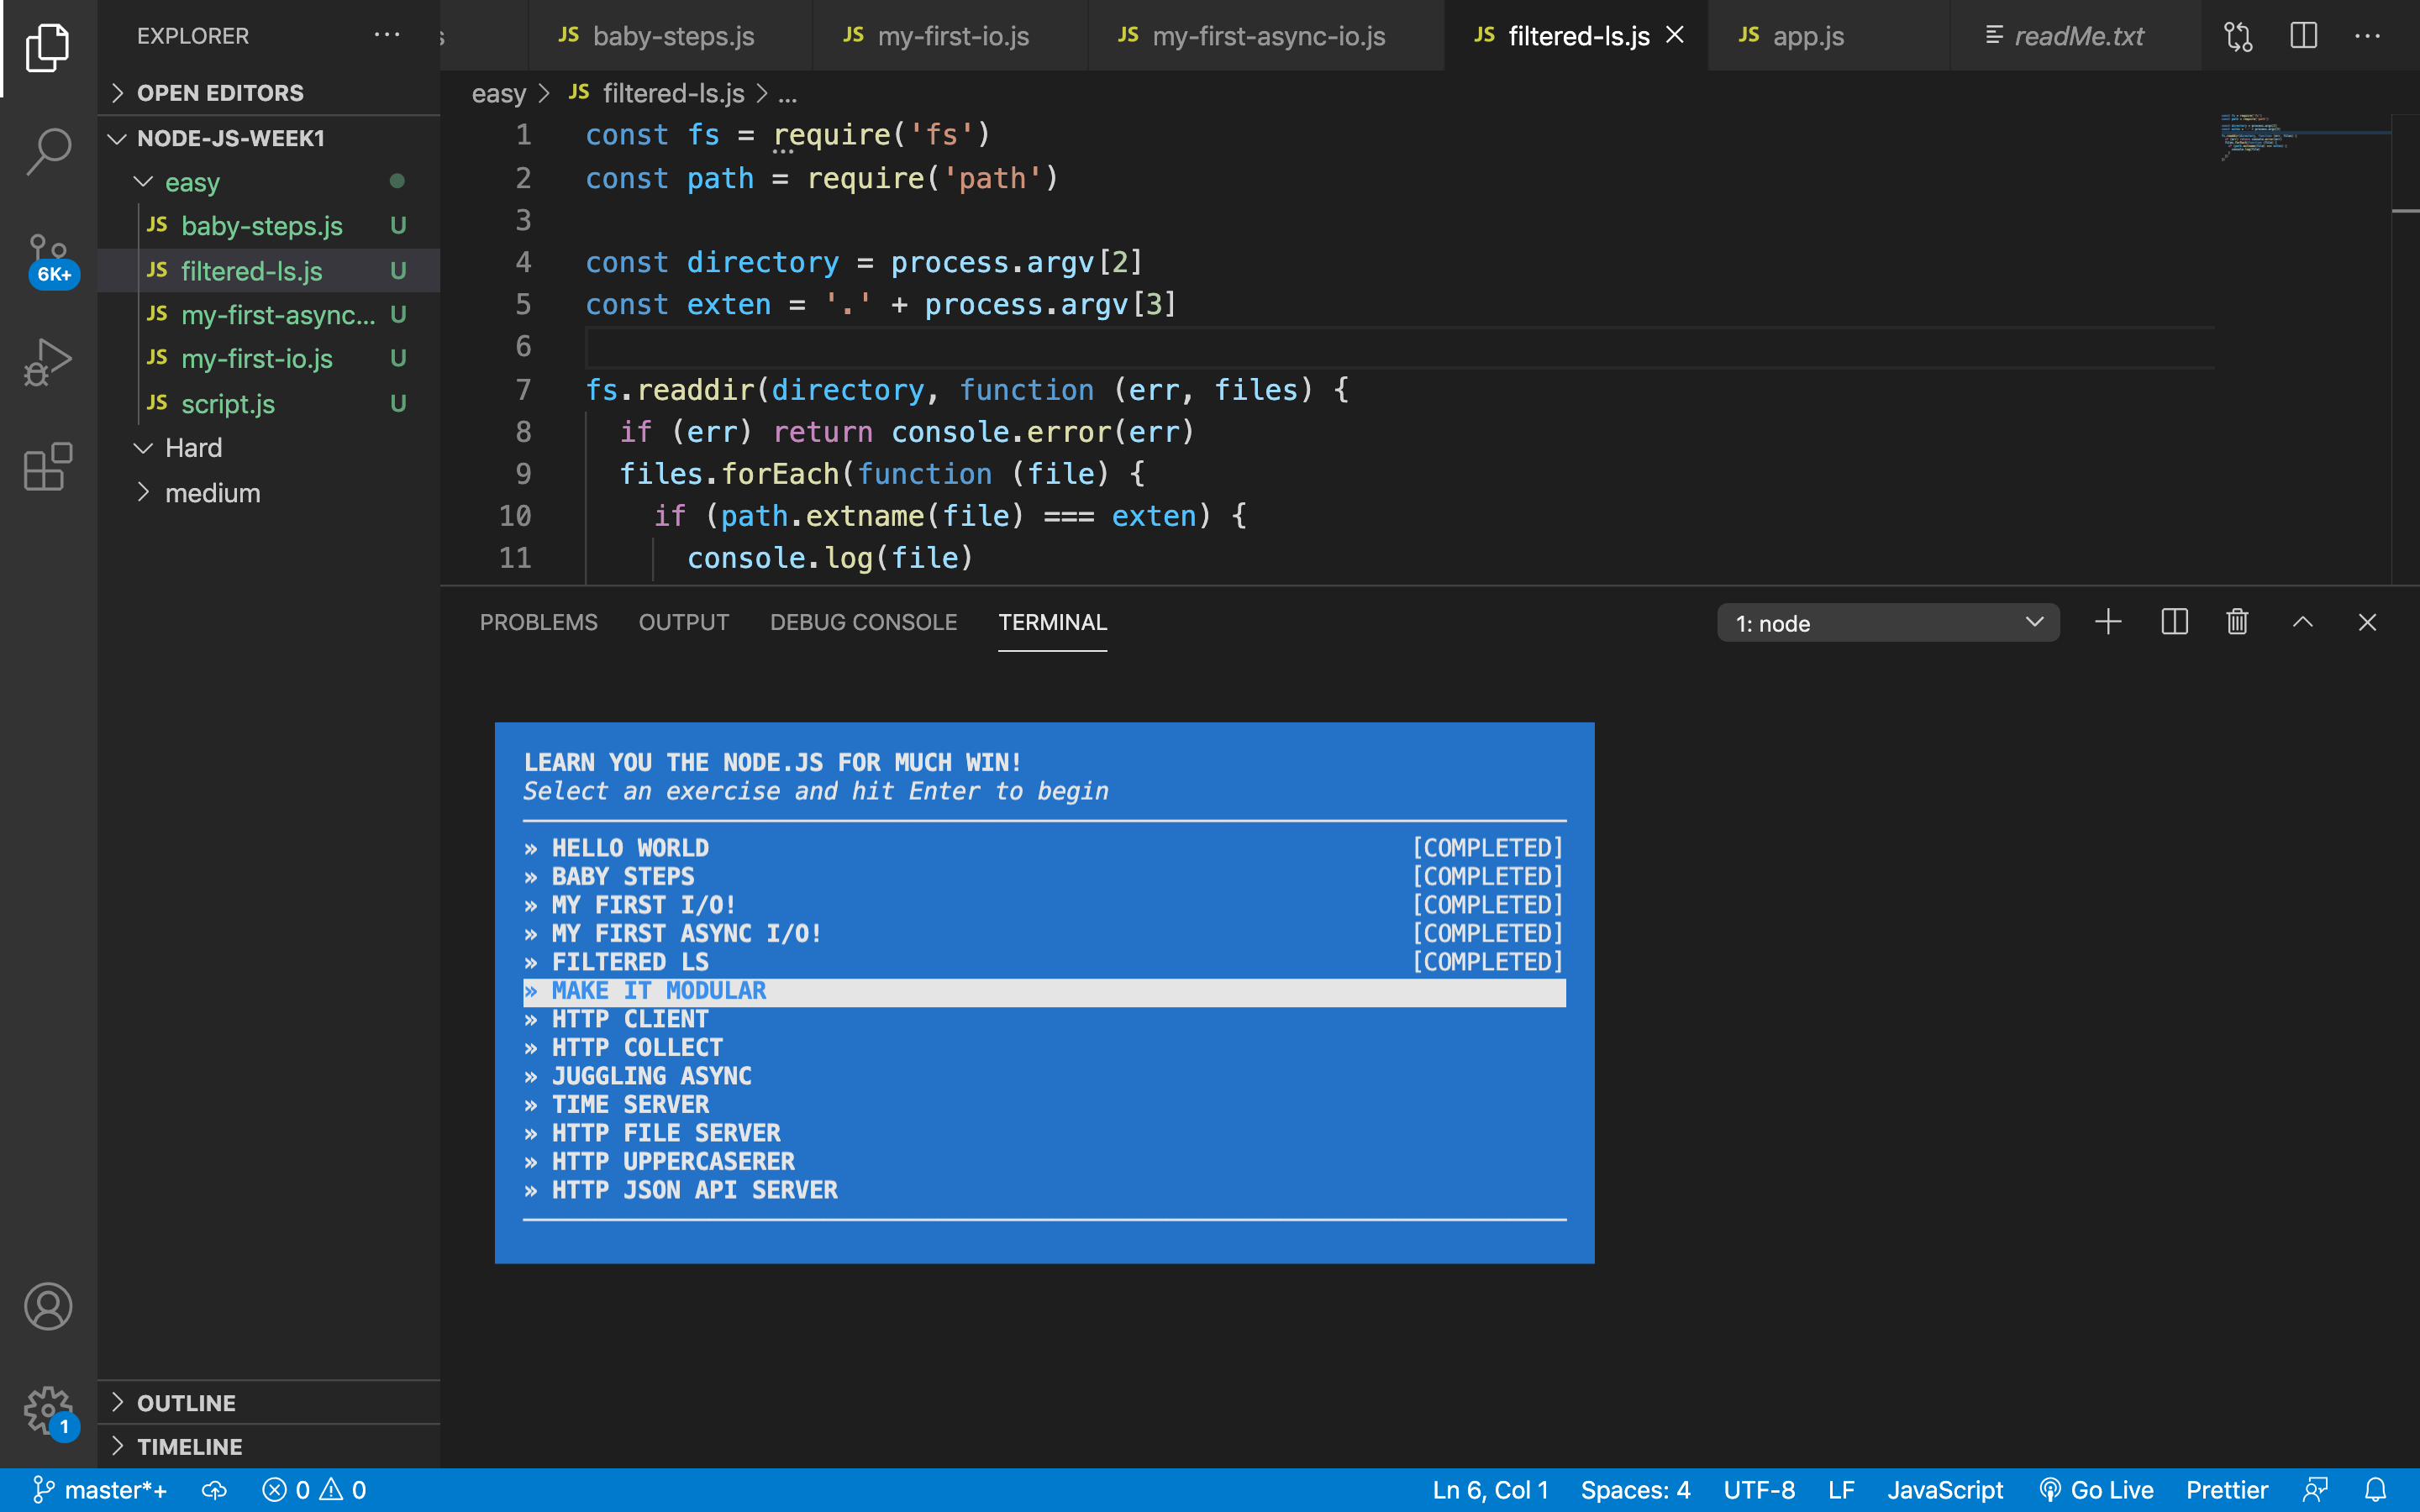 EXPLORER
OPEN EDITORS
NODE-JS-WEEK1
easy
JS baby-steps.js U
JS filtered-ls.js U
JS my-first-async... U
JS my-first-io.js U
JS script.js U
Hard
medium
OUTLINE
TIMELINE
6K+
1
JS baby-steps.js JS my-first-io.js JS my-first-async-io.js JS filtered-ls.js JS app.js readMe.txt
easy > JS filtered-ls.js > ...
1 const fs = require('fs')
2 const path = require('path')
3
4 const directory = process.argv[2]
5 const exten = '.' + process.argv[3]
6
7 fs.readdir(directory, function (err, files) {
8 if (err) return console.error(err)
9 files.forEach(function (file) {
10 if (path.extname(file) === exten) {
11 console.log(file)
PROBLEMS OUTPUT DEBUG CONSOLE TERMINAL 1: node
LEARN YOU THE NODE.JS FOR MUCH WIN!
Select an exercise and hit Enter to begin
» HELLO WORLD [COMPLETED]
» BABY STEPS [COMPLETED]
» MY FIRST I/O! [COMPLETED]
» MY FIRST ASYNC I/O! [COMPLETED]
» FILTERED LS [COMPLETED]
» MAKE IT MODULAR
» HTTP CLIENT
» HTTP COLLECT
» JUGGLING ASYNC
» TIME SERVER
» HTTP FILE SERVER
» HTTP UPPERCASERER
» HTTP JSON API SERVER
master*+ 0 0 Ln 6, Col 1 Spaces: 4 UTF-8 LF JavaScript Go Live Prettier